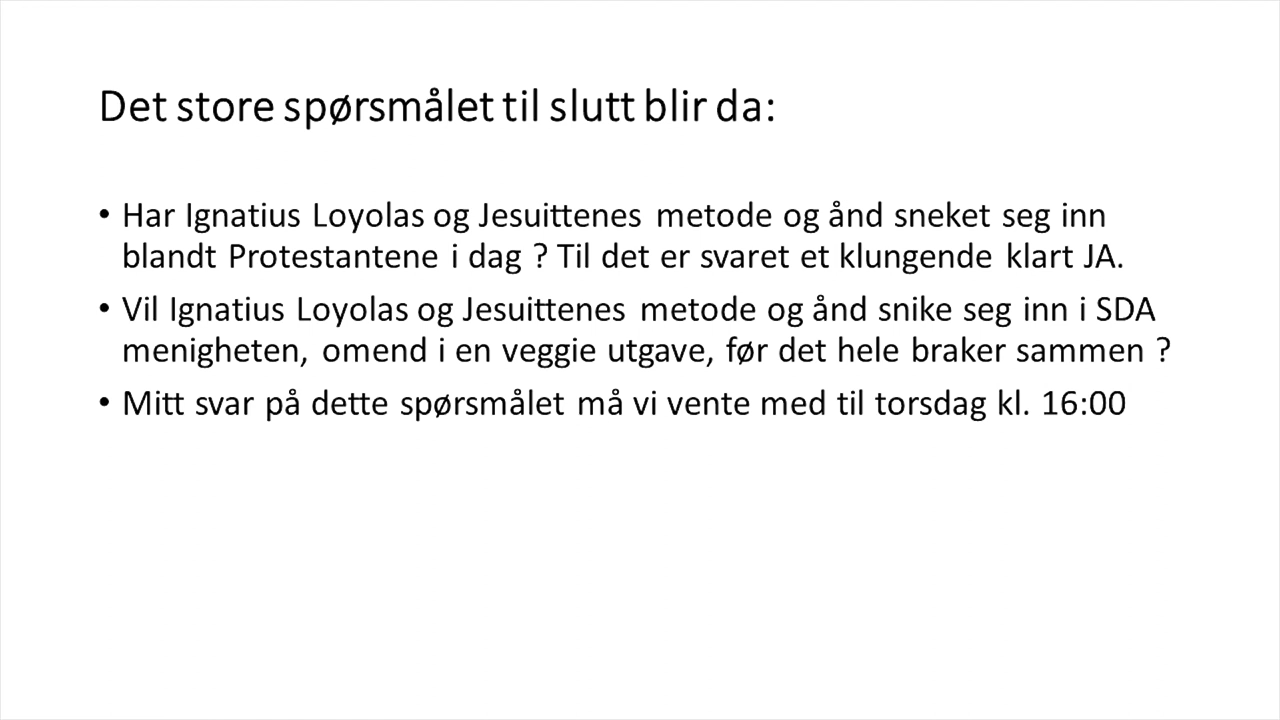 Det store spørsmålet til slutt blir da:
• Har Ignatius Loyolas og Jesuittenes metode og ånd sneket seg inn
blandt Protestantene i dag ? Til det er svaret et klungende klart JA.
• Vil Ignatius Loyolas og Jesuittenes metode og ånd snike seg inn i SDA
menigheten, omend i en veggie utgave, før det hele braker sammen ?
• Mitt svar på dette spørsmålet må vi vente med til torsdag kl. 16:00